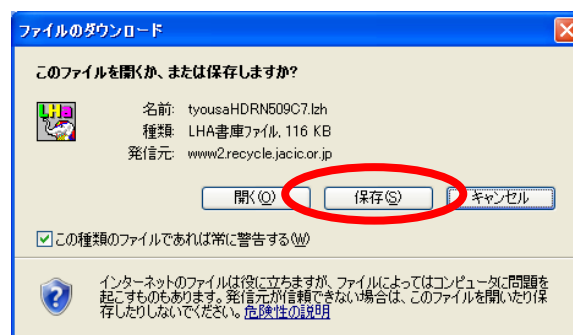 ファイルのダウンロード
このファイルを開くか、または保存しますか?
LHa
名前: tyousaHDRN509C7.lzh
種類: LHA書庫ファイル, 116 KB
発信元: www2.recycle.jacic.or.jp
開く(O) 保存(S) キャンセル
この種類のファイルであれば常に警告する(W)
インターネットのファイルは役に立ちますが、ファイルによってはコンピュータに問題を
起こすものもあります。発信元が信頼できない場合は、このファイルを開いたり保
存したりしないでください。危険性の説明